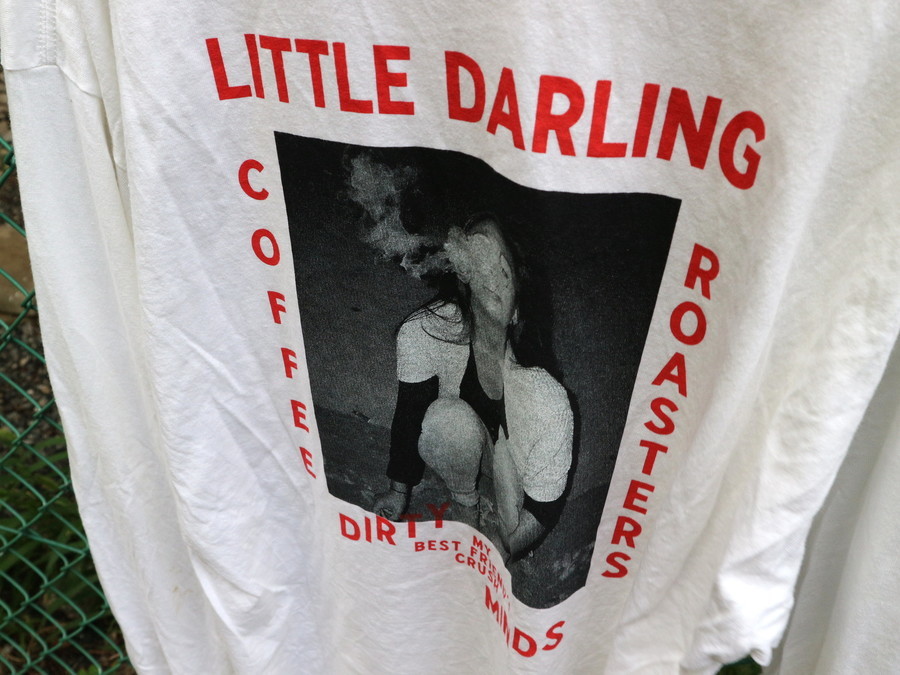 LITTLE DARLING
COFFEE
ROASTERS
DIRTY
MY
BEST FRIEND'S
CRUSH
MINDS